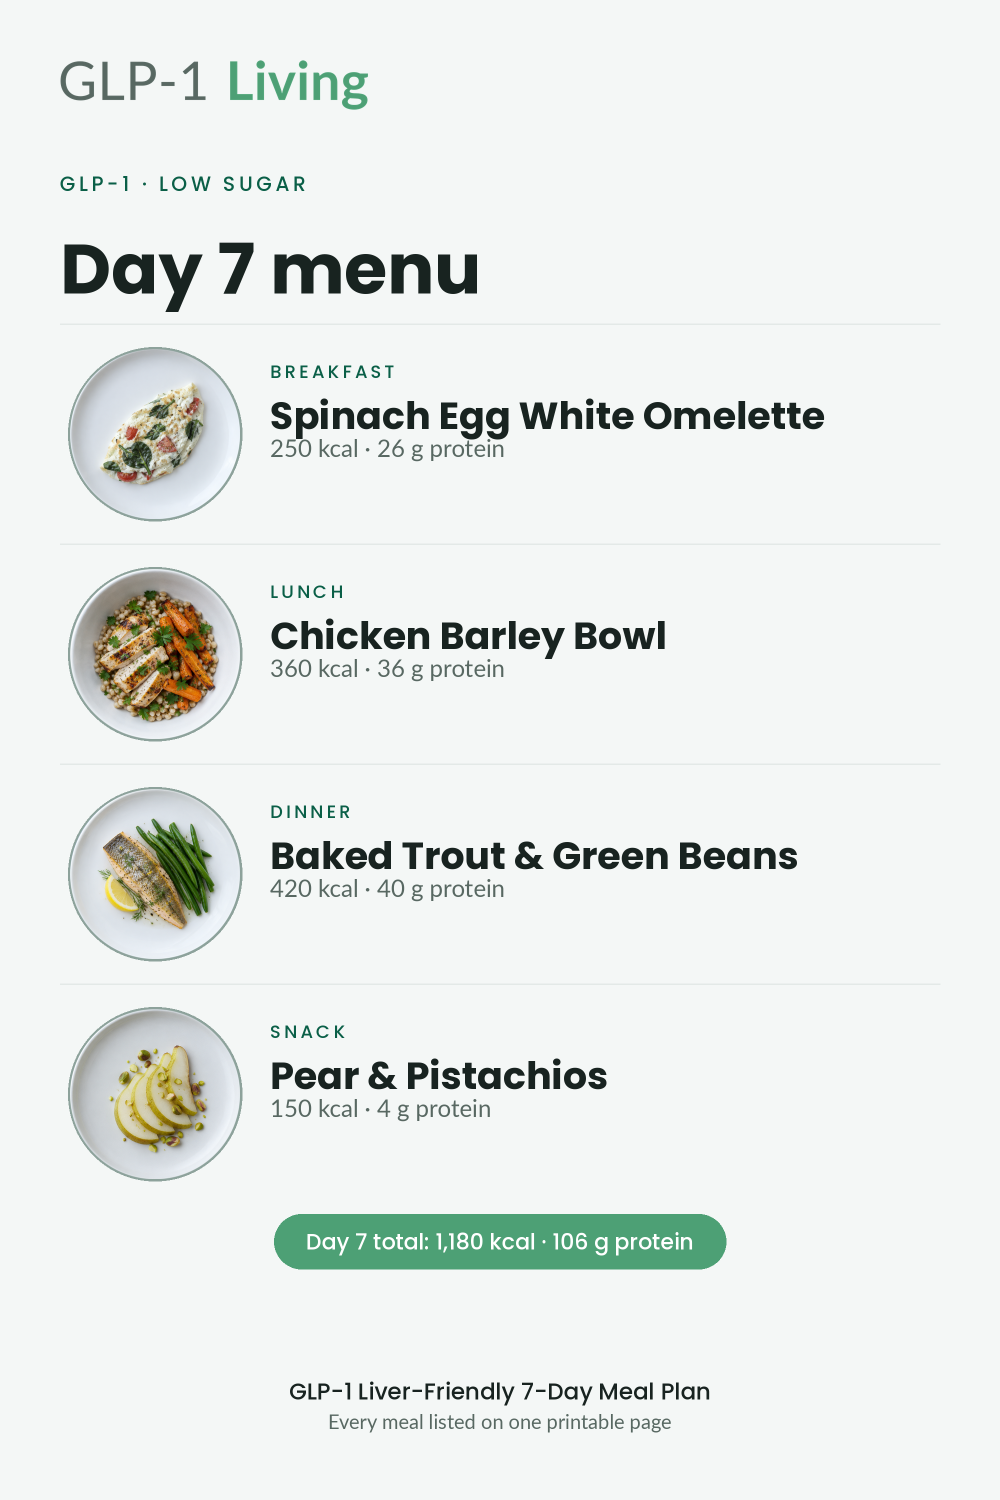 GLP-1 Living
GLP-1 · LOW SUGAR
Day 7 menu
BREAKFAST
Spinach Egg White Omelette
250 kcal · 26 g protein
LUNCH
Chicken Barley Bowl
360 kcal · 36 g protein
DINNER
Baked Trout & Green Beans
420 kcal · 40 g protein
SNACK
Pear & Pistachios
150 kcal · 4 g protein
Day 7 total: 1,180 kcal · 106 g protein
GLP-1 Liver-Friendly 7-Day Meal Plan
Every meal listed on one printable page